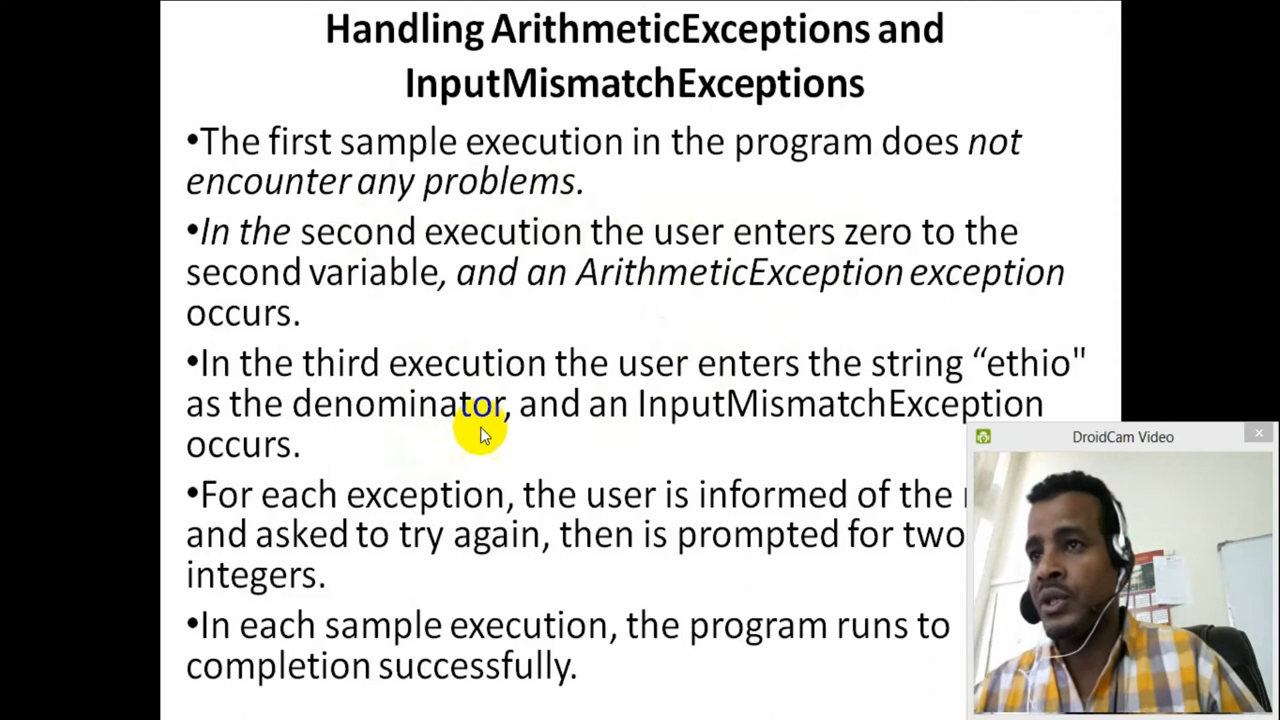 Handling ArithmeticExceptions and
InputMismatchExceptions
•The first sample execution in the program does not
encounter any problems.
•In the second execution the user enters zero to the
second variable, and an ArithmeticException exception
occurs.
•In the third execution the user enters the string “ethio"
as the denominator, and an InputMismatchException
occurs.
•For each exception, the user is informed of the
and asked to try again, then is prompted for two
integers.
•In each sample execution, the program runs to
completion successfully.
DroidCam Video